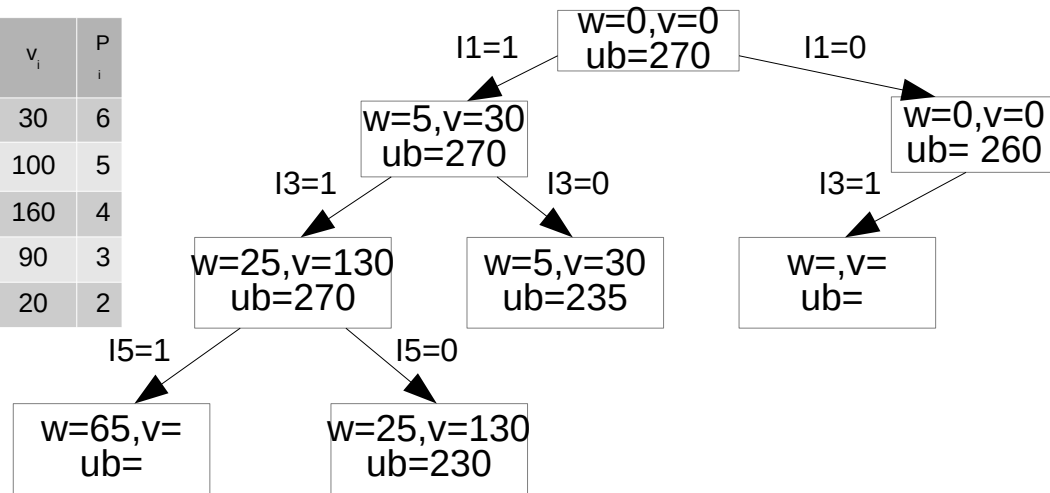 v i P i
30 6
100 5
160 4
90 3
20 2
w=0,v=0
ub=270
I1=1 I1=0
w=5,v=30
ub=270
w=0,v=0
ub= 260
I3=1 I3=0 I3=1
w=25,v=130
ub=270
w=5,v=30
ub=235
w=,v=
ub=
I5=1 I5=0
w=65,v=
ub=
w=25,v=130
ub=230